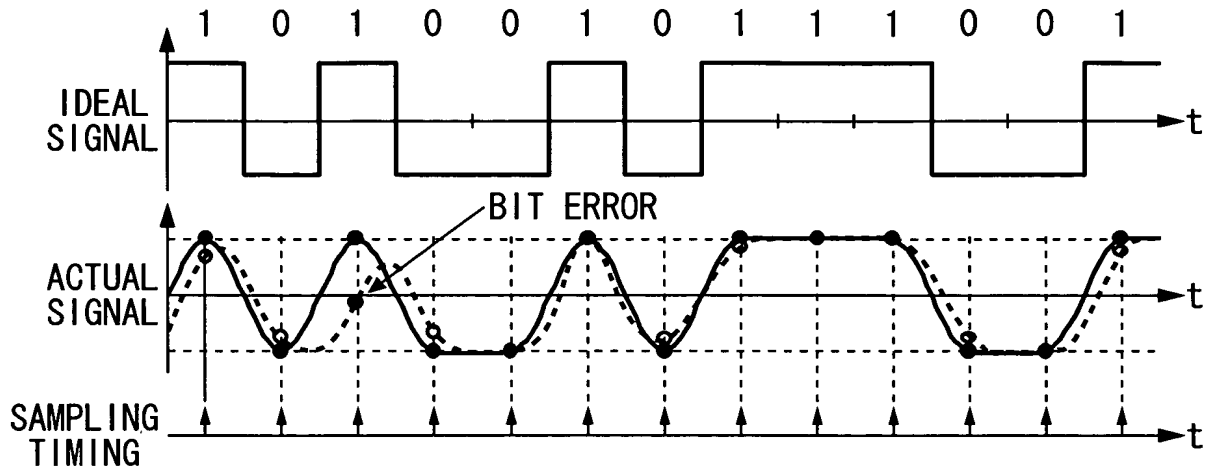 1 0 1 0 0 1 0 1 1 1 0 0 1
IDEAL
SIGNAL
t
BIT ERROR
ACTUAL
SIGNAL
t
SAMPLING
TIMING
t